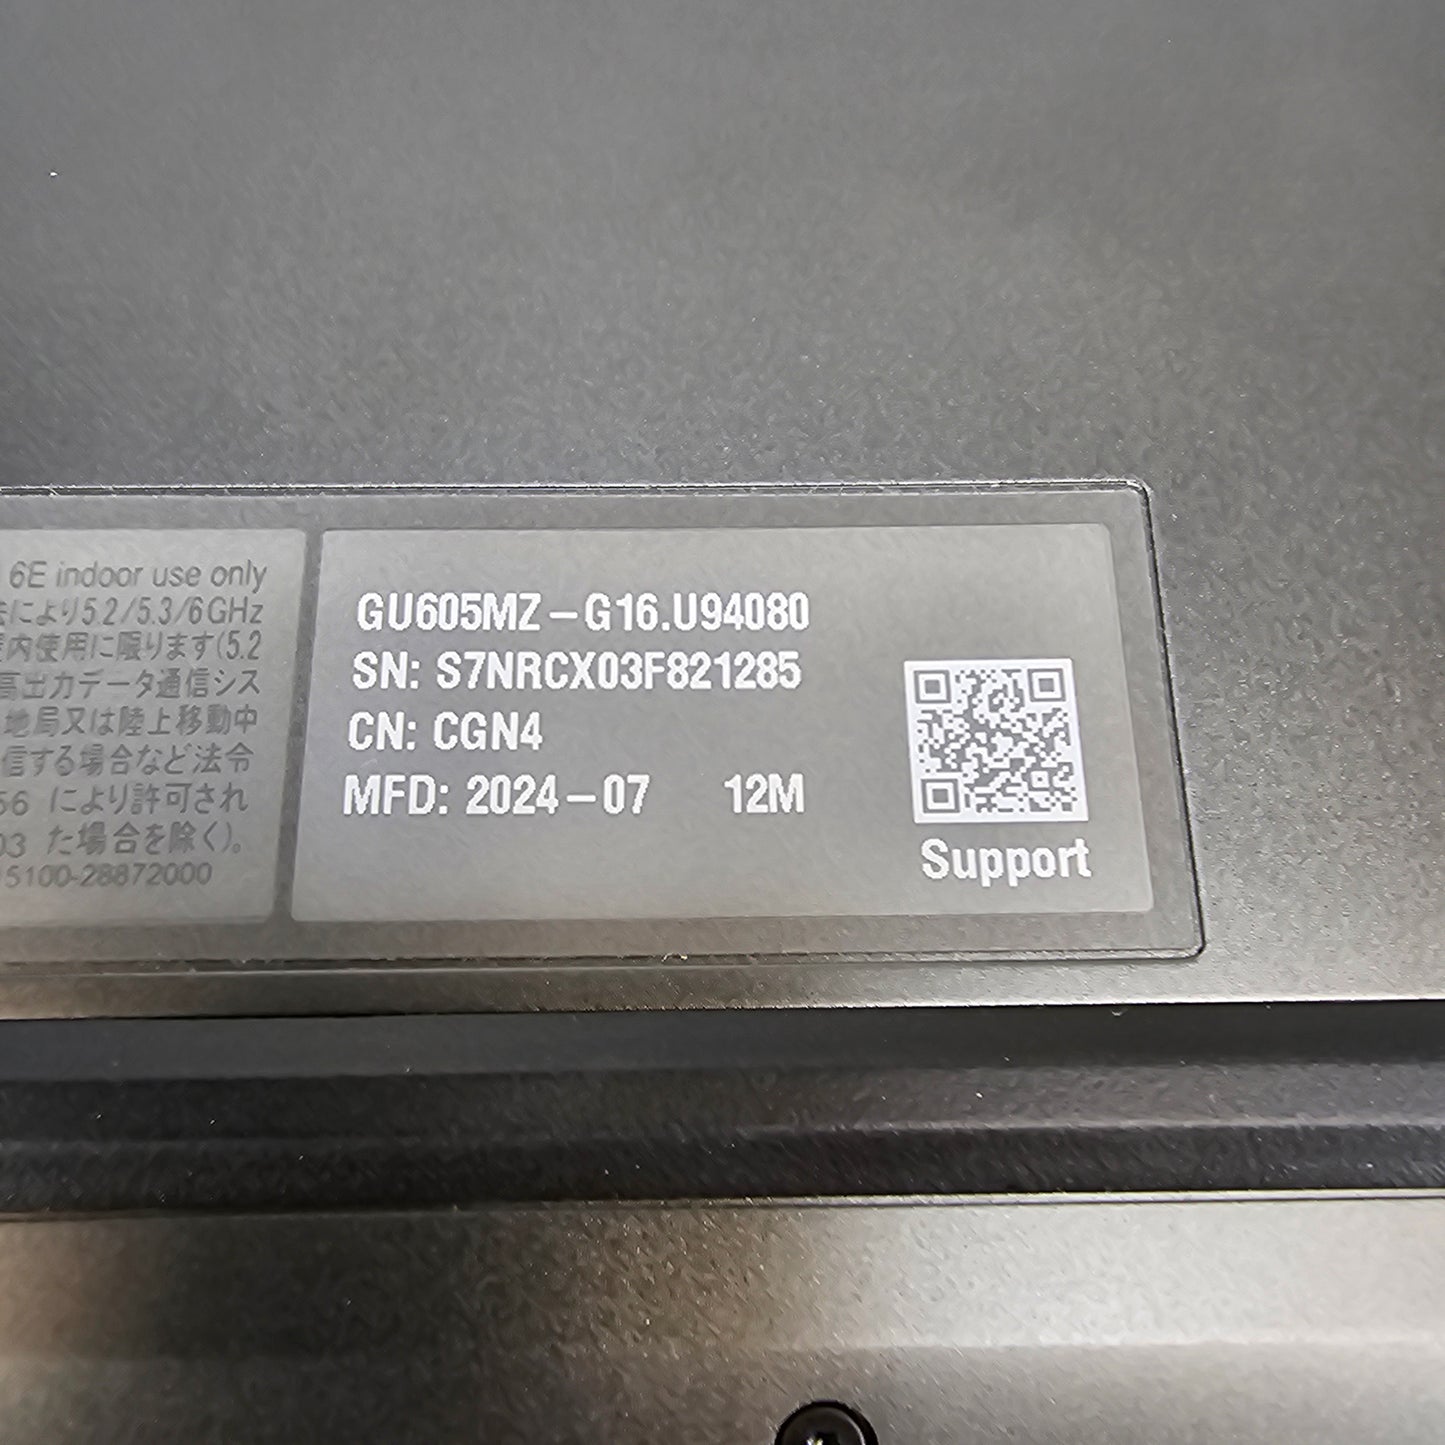 6E indoor use only
により5.2/5.3/6GHz
内使用に限ります(5.2
高出力データ通信シス
地局又は陸上移動中
信する場合など法令
56 により許可され
03 た場合を除く)。
15100-28872000
GU605MZ-G16.U94080
SN: S7NRCX03F821285
CN: CGN4
MFD: 2024-07 12M
Support